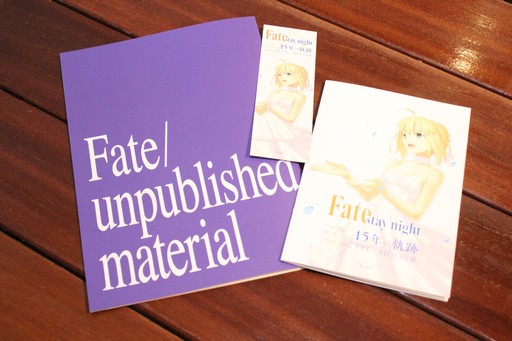 Fate/
unpublished
material
Fate
stay night
15年の軌跡
Fate
stay night
15年の軌跡